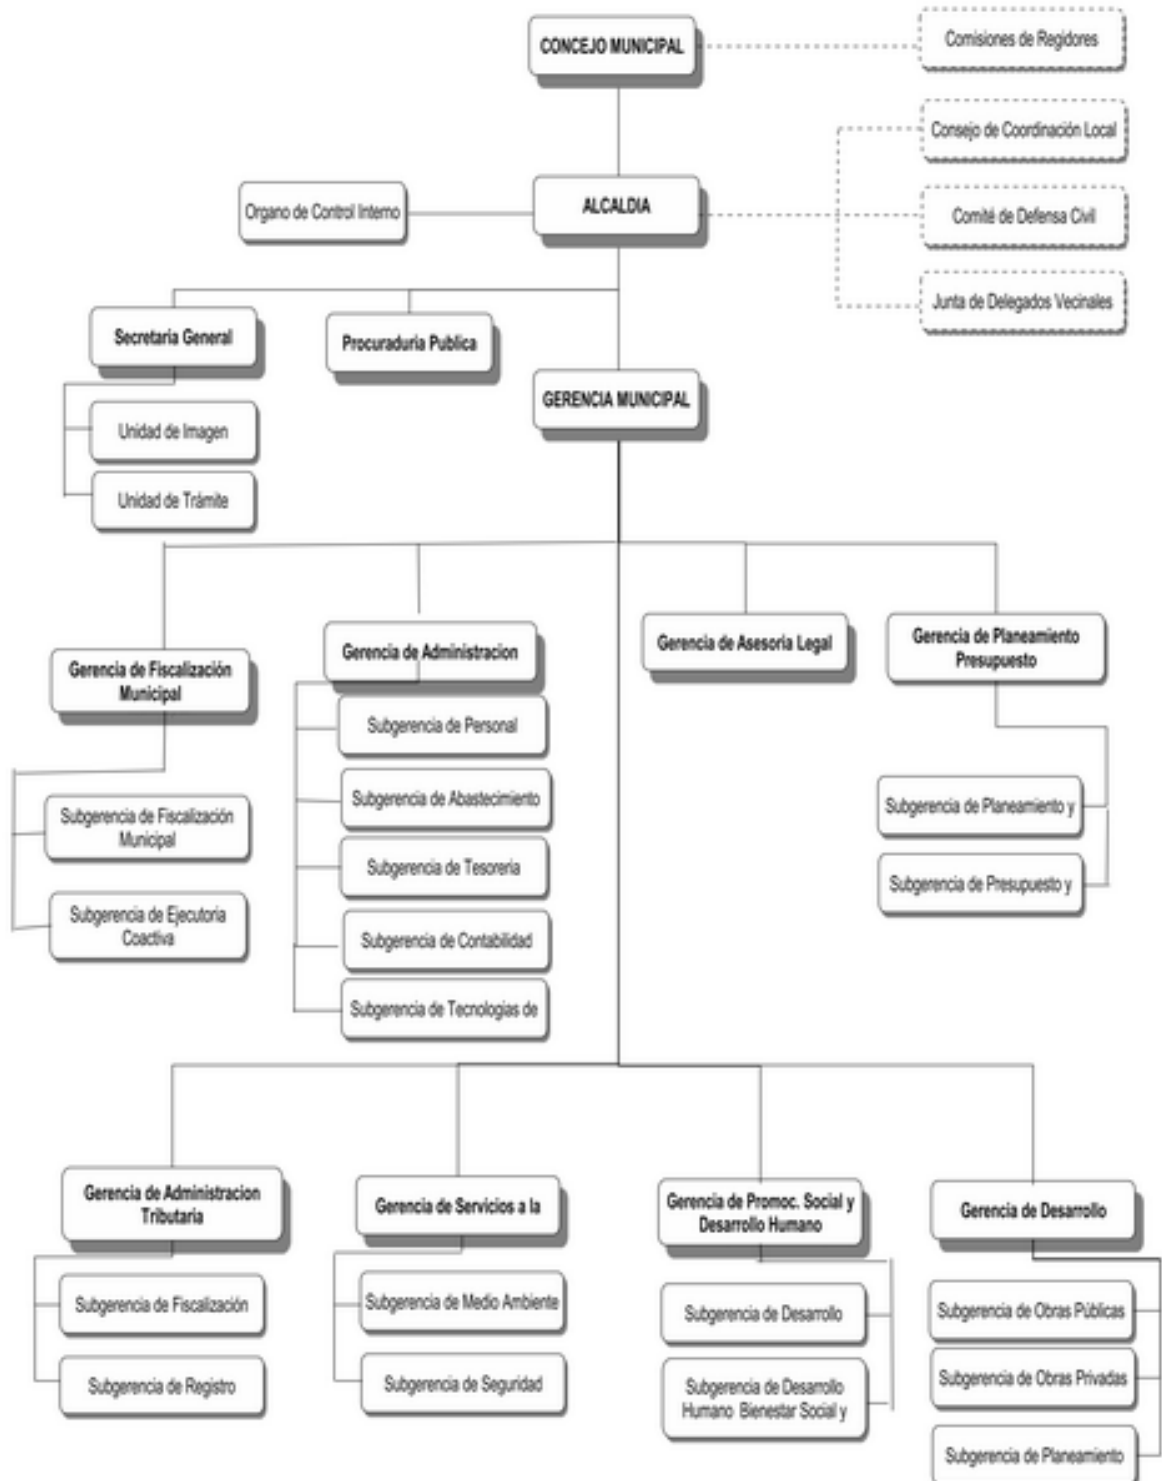 CONCEJO MUNICIPAL
Comisiones de Regidores
Consejo de Coordinación Local
Organo de Control Interno
ALCALDIA
Comité de Defensa Civil
Junta de Delegados Vecinales
Secretaria General
Procuraduria Publica
GERENCIA MUNICIPAL
Unidad de Imagen
Unidad de Trámite
Gerencia de Fiscalización
Municipal
Gerencia de Administracion
Gerencia de Asesoria Legal
Gerencia de Planeamiento
Presupuesto
Subgerencia de Fiscalización
Municipal
Subgerencia de Ejecutoria
Coactiva
Subgerencia de Personal
Subgerencia de Abastecimiento
Subgerencia de Tesoreria
Subgerencia de Contabilidad
Subgerencia de Tecnologias de
Subgerencia de Planeamiento y
Subgerencia de Presupuesto y
Gerencia de Administracion
Tributaria
Gerencia de Servicios a la
Gerencia de Promoc. Social y
Desarrollo Humano
Gerencia de Desarrollo
Subgerencia de Fiscalización
Subgerencia de Registro
Subgerencia de Medio Ambiente
Subgerencia de Seguridad
Subgerencia de Desarrollo
Subgerencia de Desarrollo
Humano Bienestar Social y
Subgerencia de Obras Públicas
Subgerencia de Obras Privadas
Subgerencia de Planeamiento